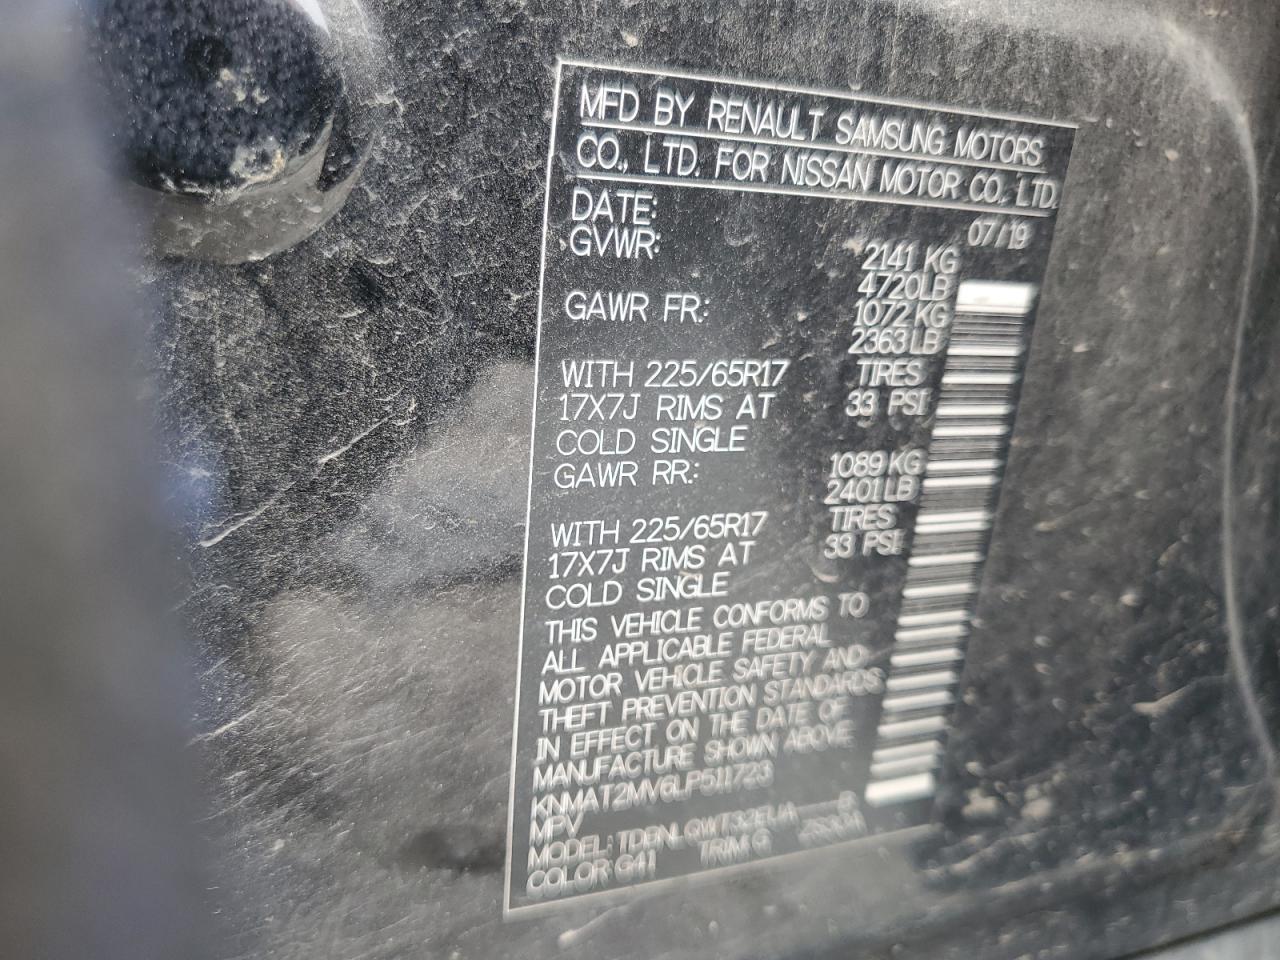 MFD BY RENAULT SAMSUNG MOTORS
CO., LTD. FOR NISSAN MOTOR CO., LTD.
DATE: 07/19
GVWR: 2141 KG
4720LB
GAWR FR: 1072 KG
2363LB
WITH 225/65R17 TIRES
17X7J RIMS AT 33 PSI
COLD SINGLE
GAWR RR: 1089KG
2401LB
WITH 225/65R17 TIRES
17X7J RIMS AT 33 PSI
COLD SINGLE
THIS VEHICLE CONFORMS TO
ALL APPLICABLE FEDERAL
MOTOR VEHICLE SAFETY AND
THEFT PREVENTION STANDARDS
IN EFFECT ON THE DATE OF
MANUFACTURE SHOWN ABOVE
KNMAT2MV6LP511723
MPV
MODEL:
COLOR:G41 TRIM:G